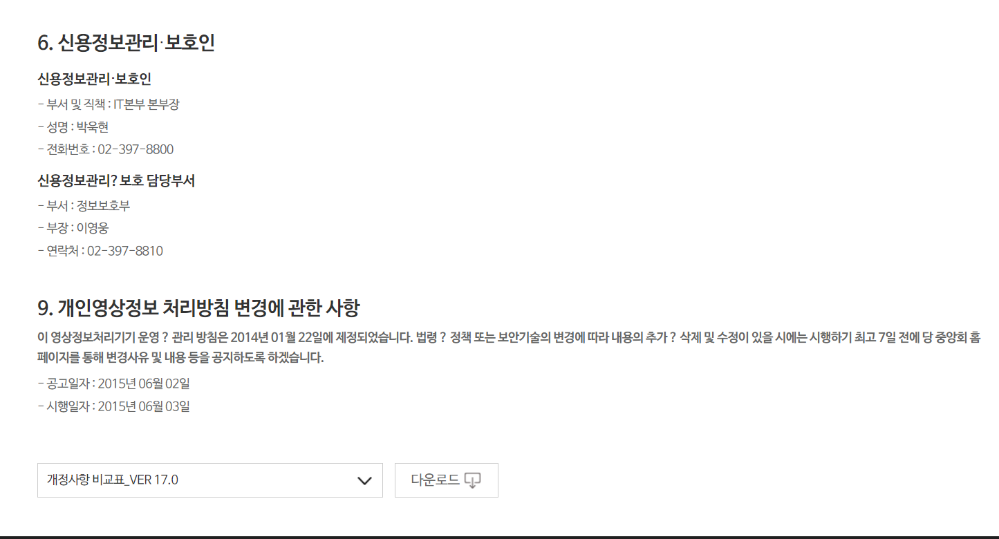 6. 신용정보관리·보호인
신용정보관리·보호인
- 부서 및 직책 : IT본부 본부장
- 성명 : 박욱현
- 전화번호 : 02-397-8800
신용정보관리? 보호 담당부서
- 부서 : 정보보호부
- 부장 : 이영웅
- 연락처 : 02-397-8810
9. 개인영상정보 처리방침 변경에 관한 사항
이 영상정보처리기기 운영 ? 관리 방침은 2014년 01월 22일에 제정되었습니다. 법령 ? 정책 또는 보안기술의 변경에 따라 내용의 추가 ? 삭제 및 수정이 있을 시에는 시행하기 최고 7일 전에 당 중앙회 홈
페이지를 통해 변경사유 및 내용 등을 공지하도록 하겠습니다.
- 공고일자 : 2015년 06월 02일
- 시행일자 : 2015년 06월 03일
개정사항 비교표_VER 17.0
다운로드